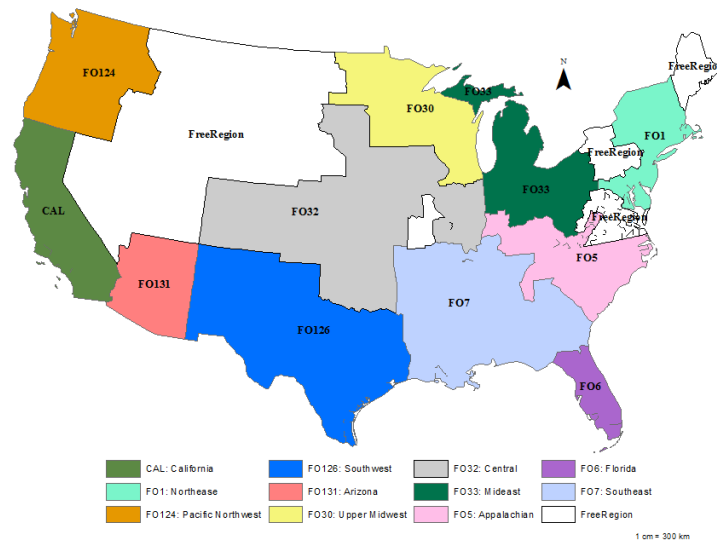 N
FO124
FO33
FreeRegio
FO30
FO1
FreeRegion
FreeRegion
FO33
CAL
FO32
FreeRegion
FO5
FO131
FO7
FO126
FO6
CAL: California
FO126: Southwest
FO32: Central
FO6: Florida
FO1: Northease
FO131: Arizona
FO33: Mideast
FO7: Southeast
FO124: Pacific Northwest
FO30: Upper Midwest
FO5: Appalachian
FreeRegion
1 cm = 300 km